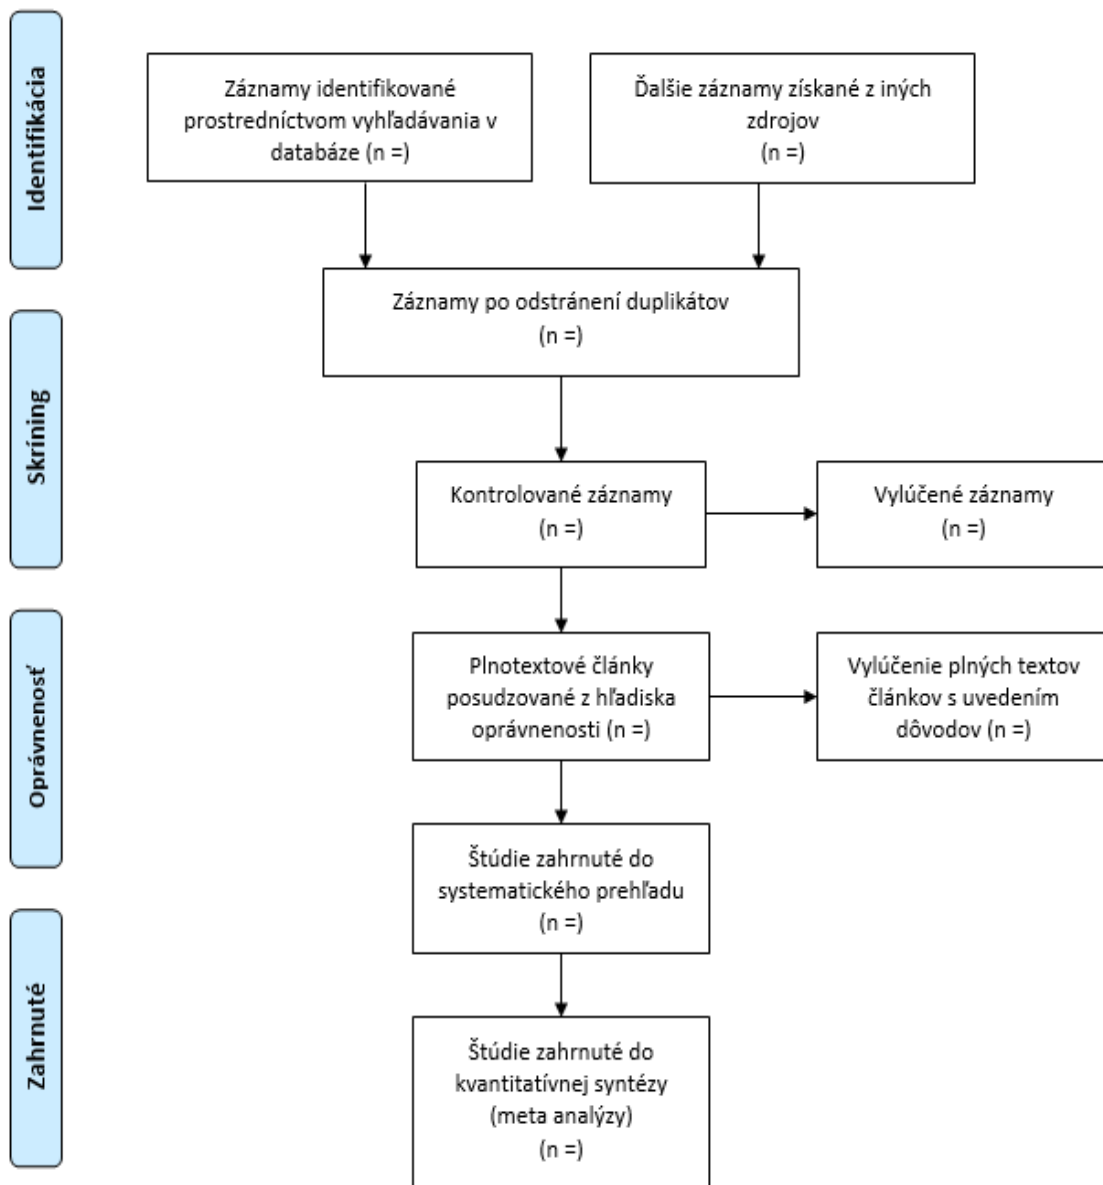 Identifikácia
Záznamy identifikované
prostredníctvom vyhľadávania v
databáze (n =)
Ďalšie záznamy získané z iných
zdrojov
(n =)
Záznamy po odstránení duplikátov
(n =)
Skríning
Kontrolované záznamy
(n =)
Vylúčené záznamy
(n =)
Oprávnenosť
Plnotextové články
posudzované z hľadiska
oprávnenosti (n =)
Vylúčenie plných textov
článkov s uvedením
dôvodov (n =)
Štúdie zahrnuté do
systematického prehľadu
(n =)
Zahrnuté
Štúdie zahrnuté do
kvantitatívnej syntézy
(meta analýzy)
(n =)